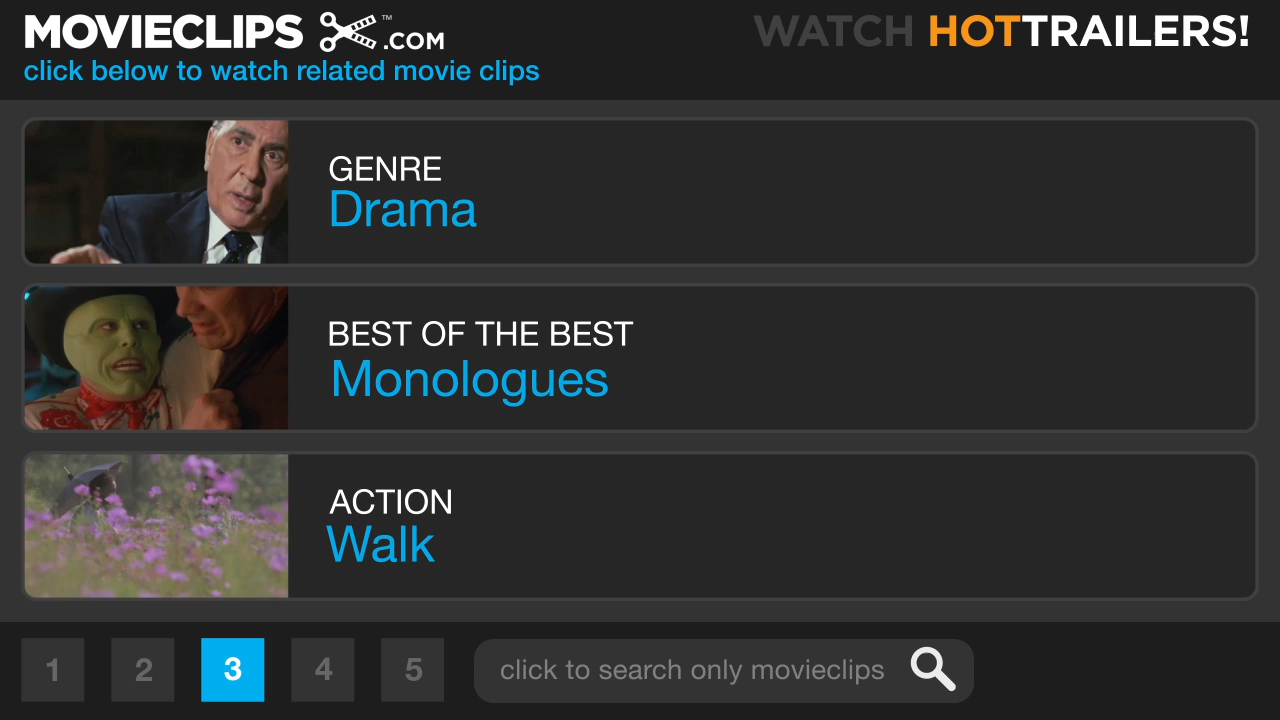 MOVIECLIPS ™ .COM
WATCH HOTTRAILERS!
click below to watch related movie clips
GENRE
Drama
BEST OF THE BEST
Monologues
ACTION
Walk
1 2 3 4 5 click to search only movieclips